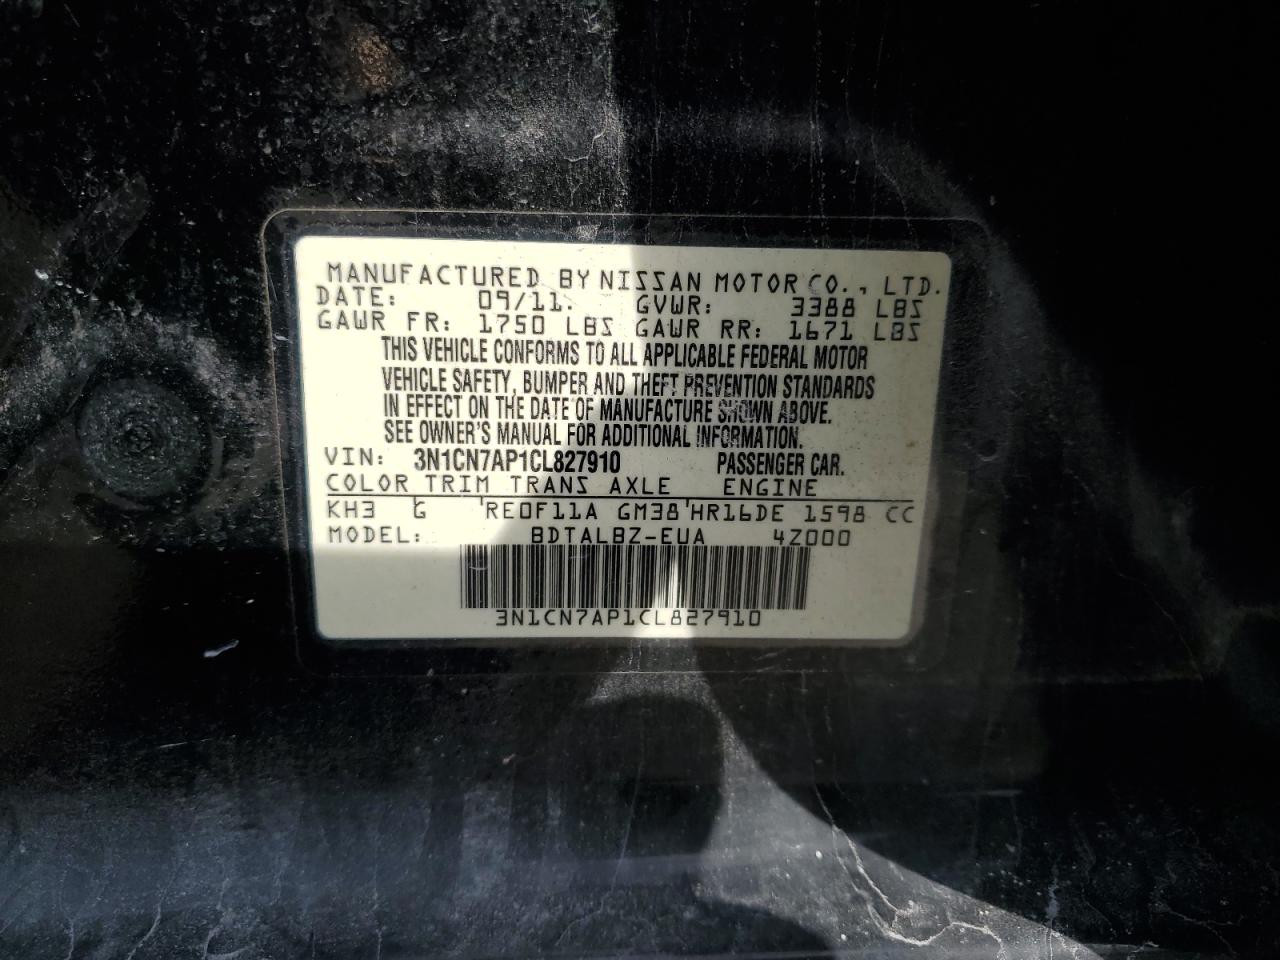 MANUFACTURED BY NISSAN MOTOR CO., LTD.
DATE: 09/11. GVWR: 3388 LBS
GAWR FR: 1750 LBS GAWR RR: 1671 LBS
THIS VEHICLE CONFORMS TO ALL APPLICABLE FEDERAL MOTOR
VEHICLE SAFETY, BUMPER AND THEFT PREVENTION STANDARDS
IN EFFECT ON THE DATE OF MANUFACTURE SHOWN ABOVE.
SEE OWNER'S MANUAL FOR ADDITIONAL INFORMATION.
VIN: 3N1CN7AP1CL827910 PASSENGER CAR.
COLOR TRIM TRANS AXLE ENGINE
KH3 G RE0F11A GM38 HR16DE 1598 CC
MODEL: BDTALBZ-EUA 4Z000
3N1CN7AP1CL827910